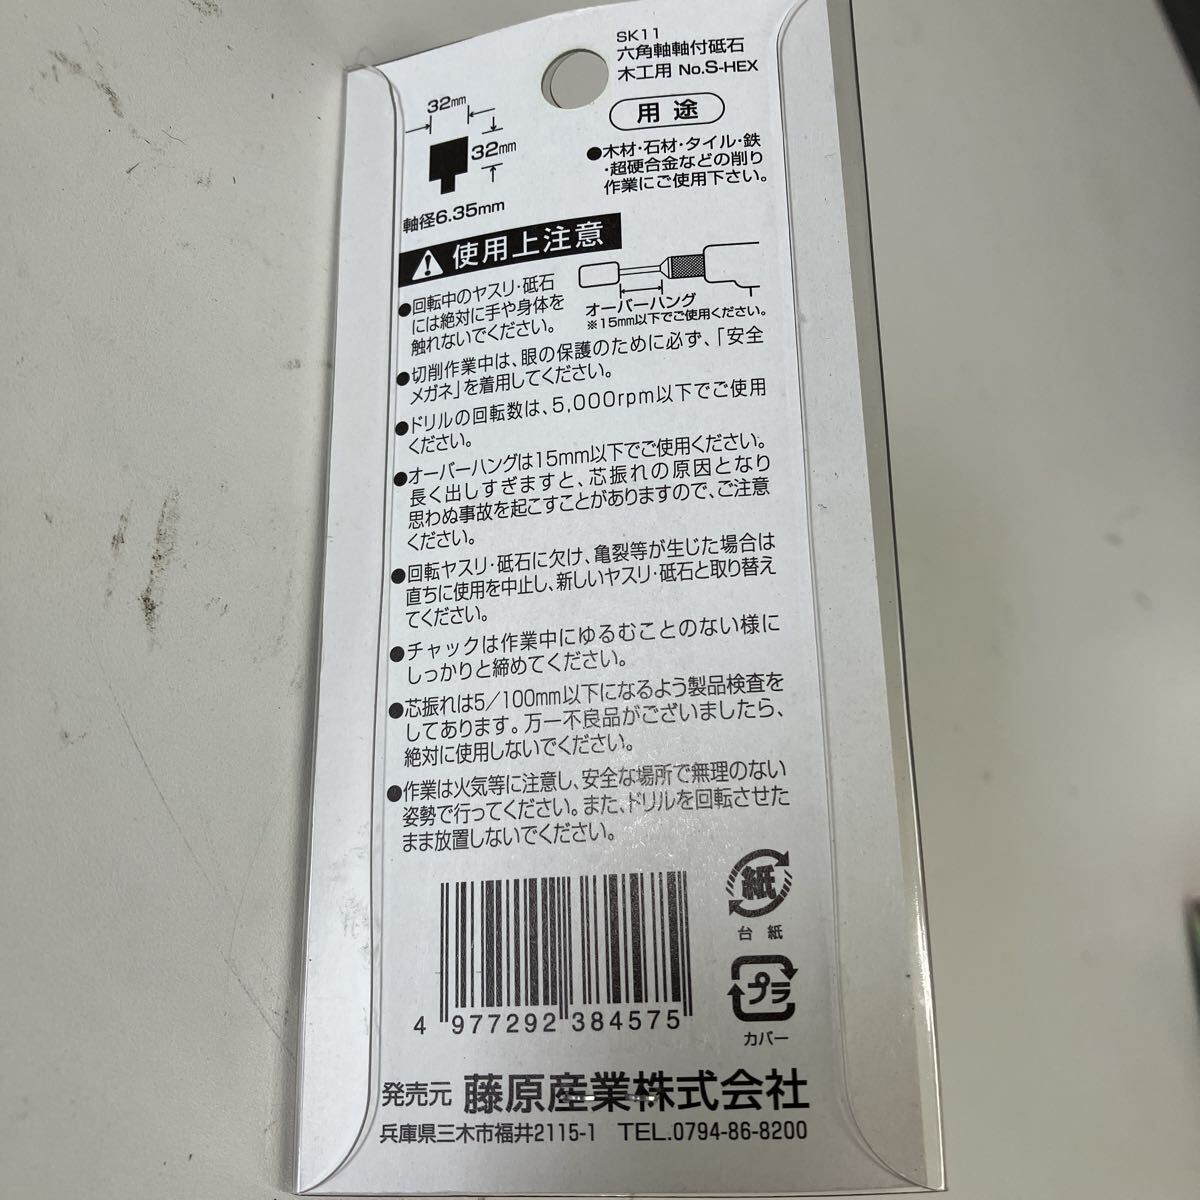 SK11
六角軸軸付砥石
木工用 No.S-HEX
32mm
32mm
軸径6.35mm
用途
●木材・石材・タイル・鉄
・超硬合金などの削り
作業にご使用下さい。
使用上注意
オーバーハング
※15mm以下でご使用ください。
●回転中のヤスリ・砥石
には絶対に手や身体を
触れないでください。
●切削作業中は、眼の保護のために必ず、「安全
メガネ」を着用してください。
●ドリルの回転数は、5,000rpm以下でご使用
ください。
●オーバーハングは15mm以下でご使用ください。
長く出しすぎますと、芯振れの原因となり
思わぬ事故を起こすことがありますので、ご注意
ください。
●回転ヤスリ・砥石に欠け、亀裂等が生じた場合は
直ちに使用を中止し、新しいヤスリ・砥石と取り替え
てください。
●チャックは作業中にゆるむことのない様に
しっかりと締めてください。
●芯振れは5/100mm以下になるよう製品検査を
してあります。万一不良品がございましたら、
絶対に使用しないでください。
●作業は火気等に注意し、安全な場所で無理のない
姿勢で行ってください。また、ドリルを回転させた
まま放置しないでください。
紙
台紙
プラ
カバー
4 977292 384575
発売元 藤原産業株式会社
兵庫県三木市福井2115-1 TEL.0794-86-8200